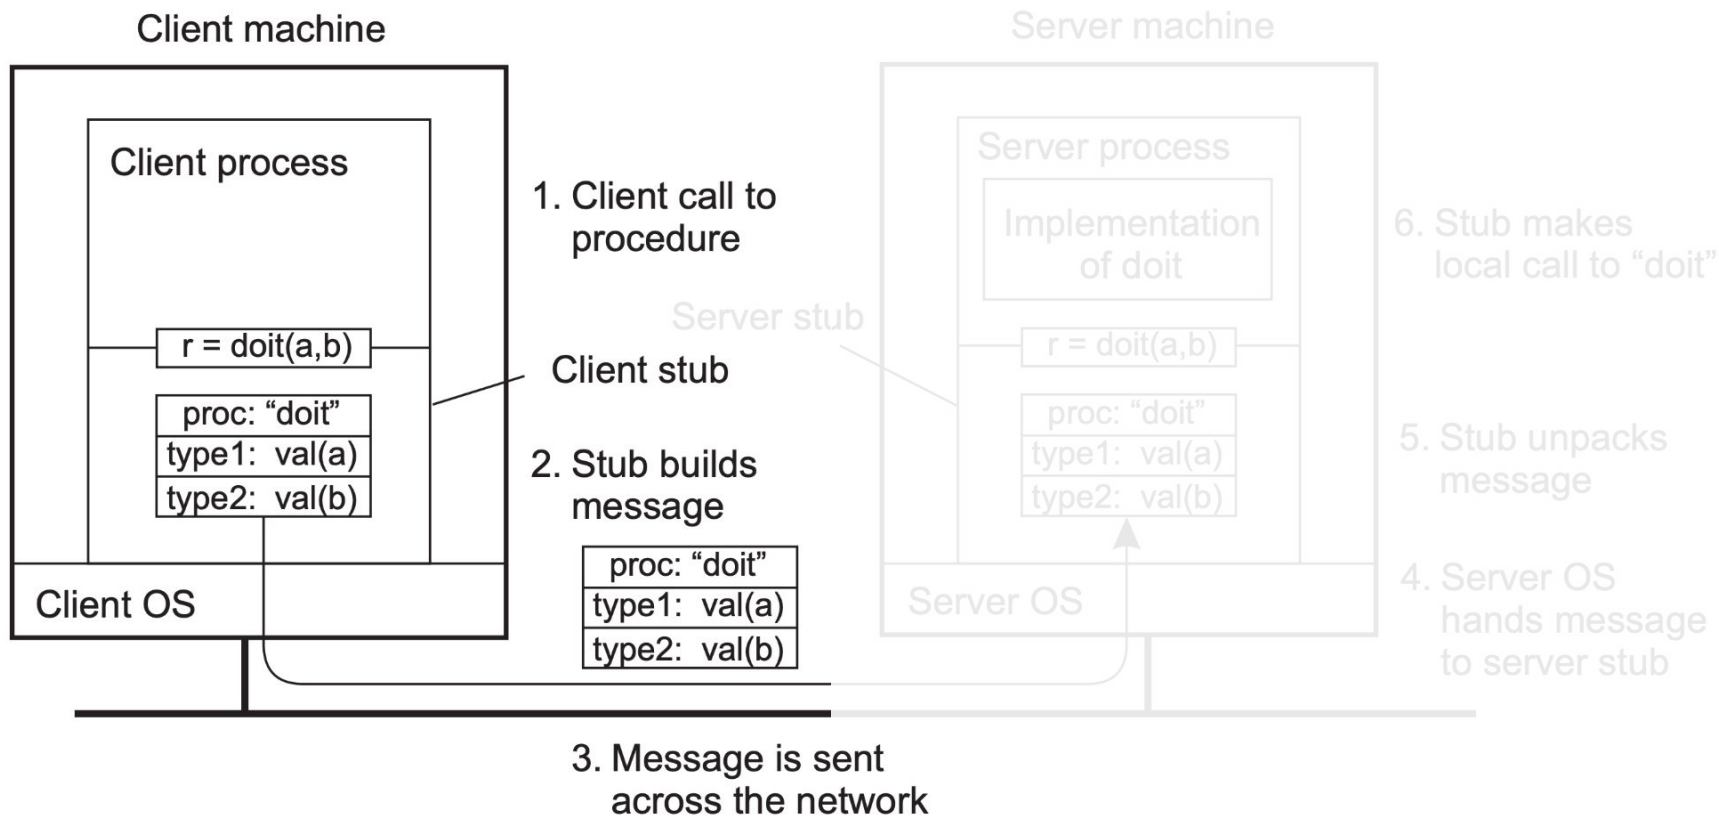 Client machine
Client process
r = doit(a,b)
proc: “doit”
type1: val(a)
type2: val(b)
Client OS
1. Client call to
procedure
Client stub
2. Stub builds
message
proc: “doit”
type1: val(a)
type2: val(b)
3. Message is sent
across the network
Server machine
Server process
Implementation
of doit
Server stub
r = doit(a,b)
proc: “doit”
type1: val(a)
type2: val(b)
Server OS
6. Stub makes
local call to “doit”
5. Stub unpacks
message
4. Server OS
hands message
to server stub